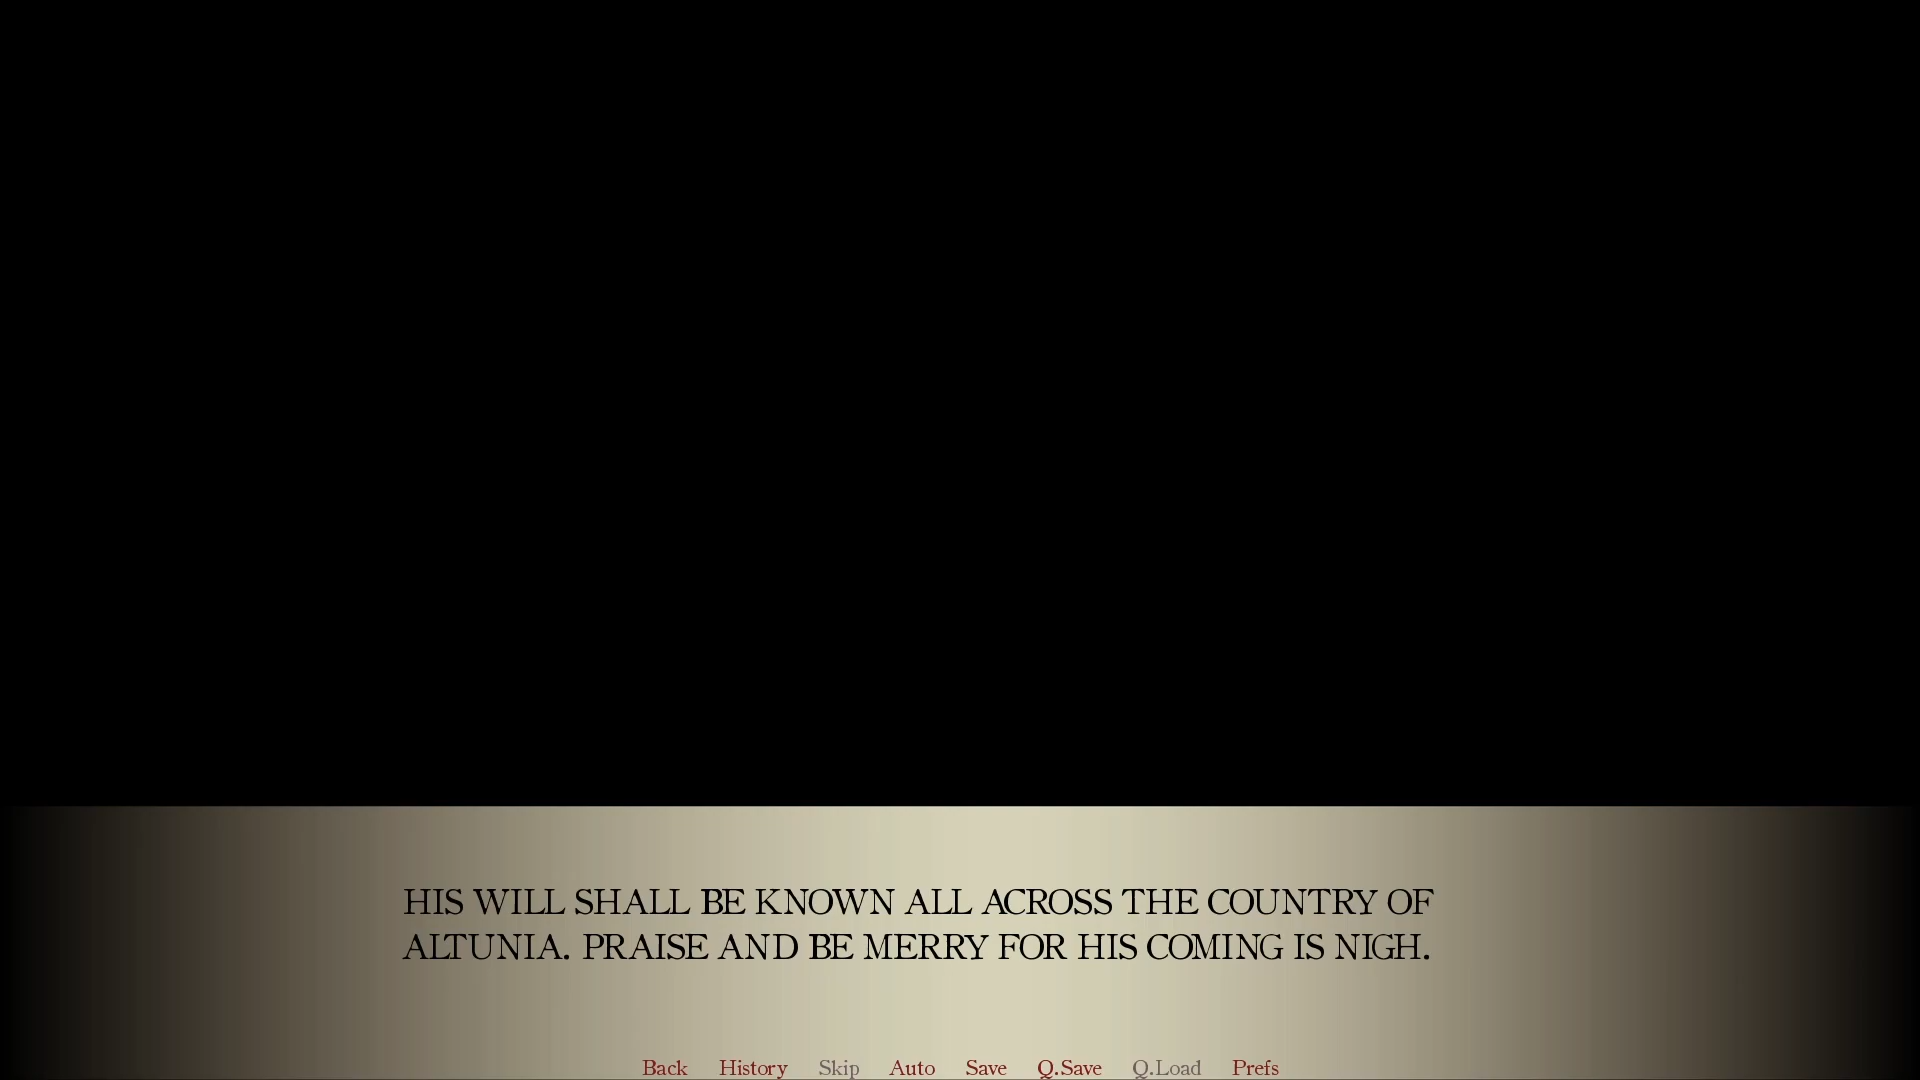 HIS WILL SHALL BE KNOWN ALL ACROSS THE COUNTRY OF
ALTUNIA. PRAISE AND BE MERRY FOR HIS COMING IS NIGH.
Back History Skip Auto Save Q.Save Q.Load Prefs